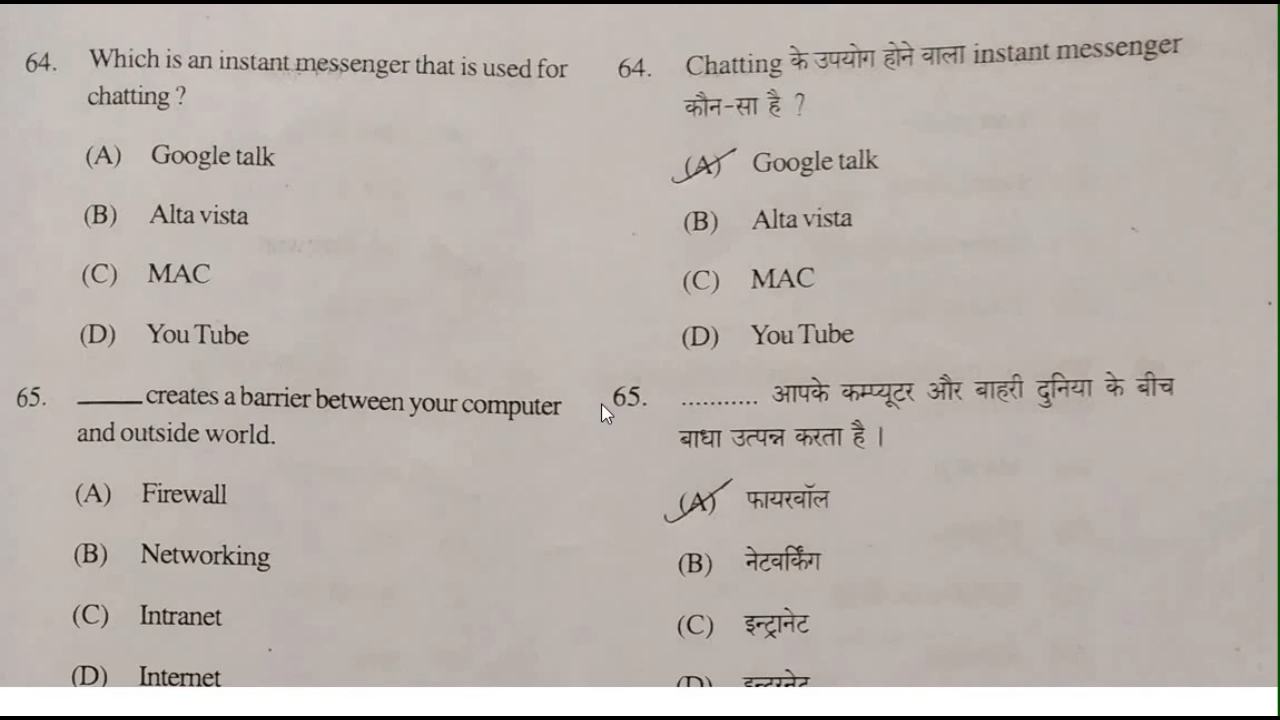 64. Which is an instant messenger that is used for
chatting ?
(A) Google talk
(B) Alta vista
(C) MAC
(D) You Tube
65. _____ creates a barrier between your computer
and outside world.
(A) Firewall
(B) Networking
(C) Intranet
(D) Internet
64. Chatting के उपयोग होने वाला instant messenger
कौन-सा है ?
(A) Google talk
(B) Alta vista
(C) MAC
(D) You Tube
65. ........... आपके कम्प्यूटर और बाहरी दुनिया के बीच
बाधा उत्पन्न करता है ।
(A) फायरवॉल
(B) नेटवर्किंग
(C) इन्ट्रानेट
(D) इन्टरनेट